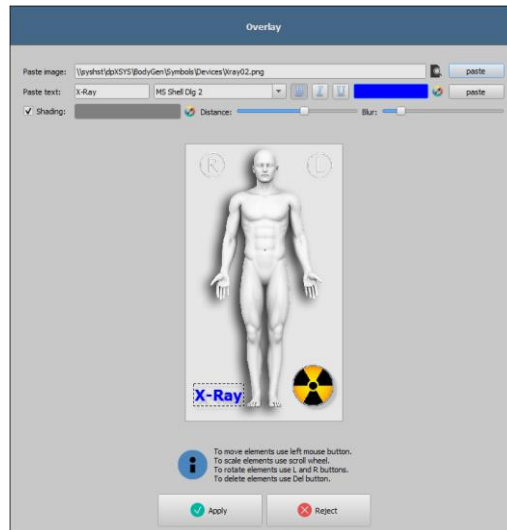 Overlay
Paste image: \\syshst\dpXSYS\BodyGen\Symbols\Devices\Xray02.png paste
Paste text: X-Ray MS Shell Dlg 2 paste
Shading: Distance: Blur:
R L
X-Ray
To move elements use left mouse button.
To scale elements use scroll wheel.
To rotate elements use L and R buttons.
To delete elements use Del button.
Apply Reject